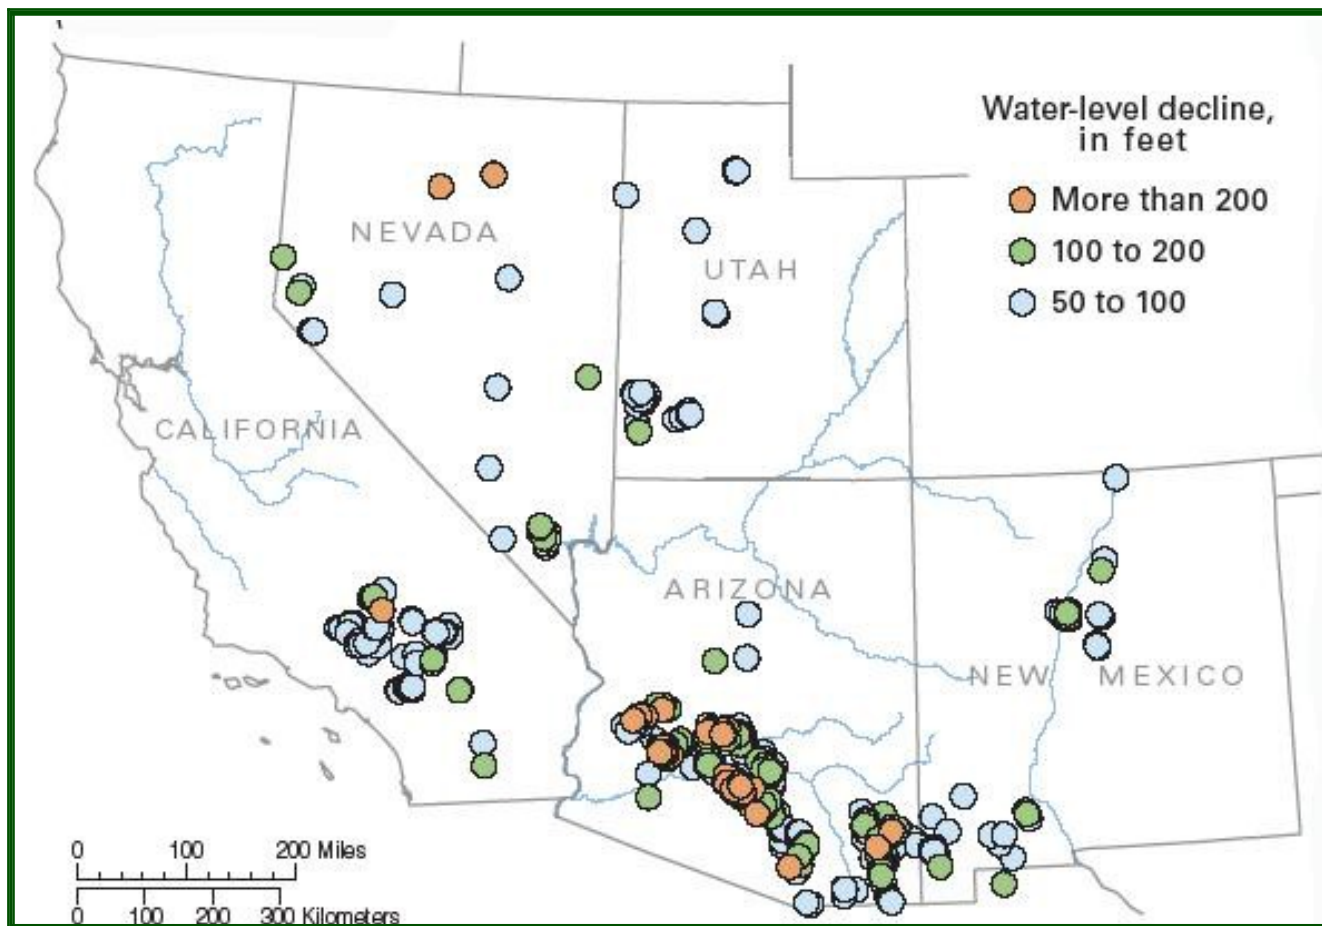 Water-level decline,
in feet
More than 200
100 to 200
50 to 100
NEVADA
UTAH
CALIFORNIA
ARIZONA
NEW MEXICO
0 100 200 Miles
0 100 200 300 Kilometers